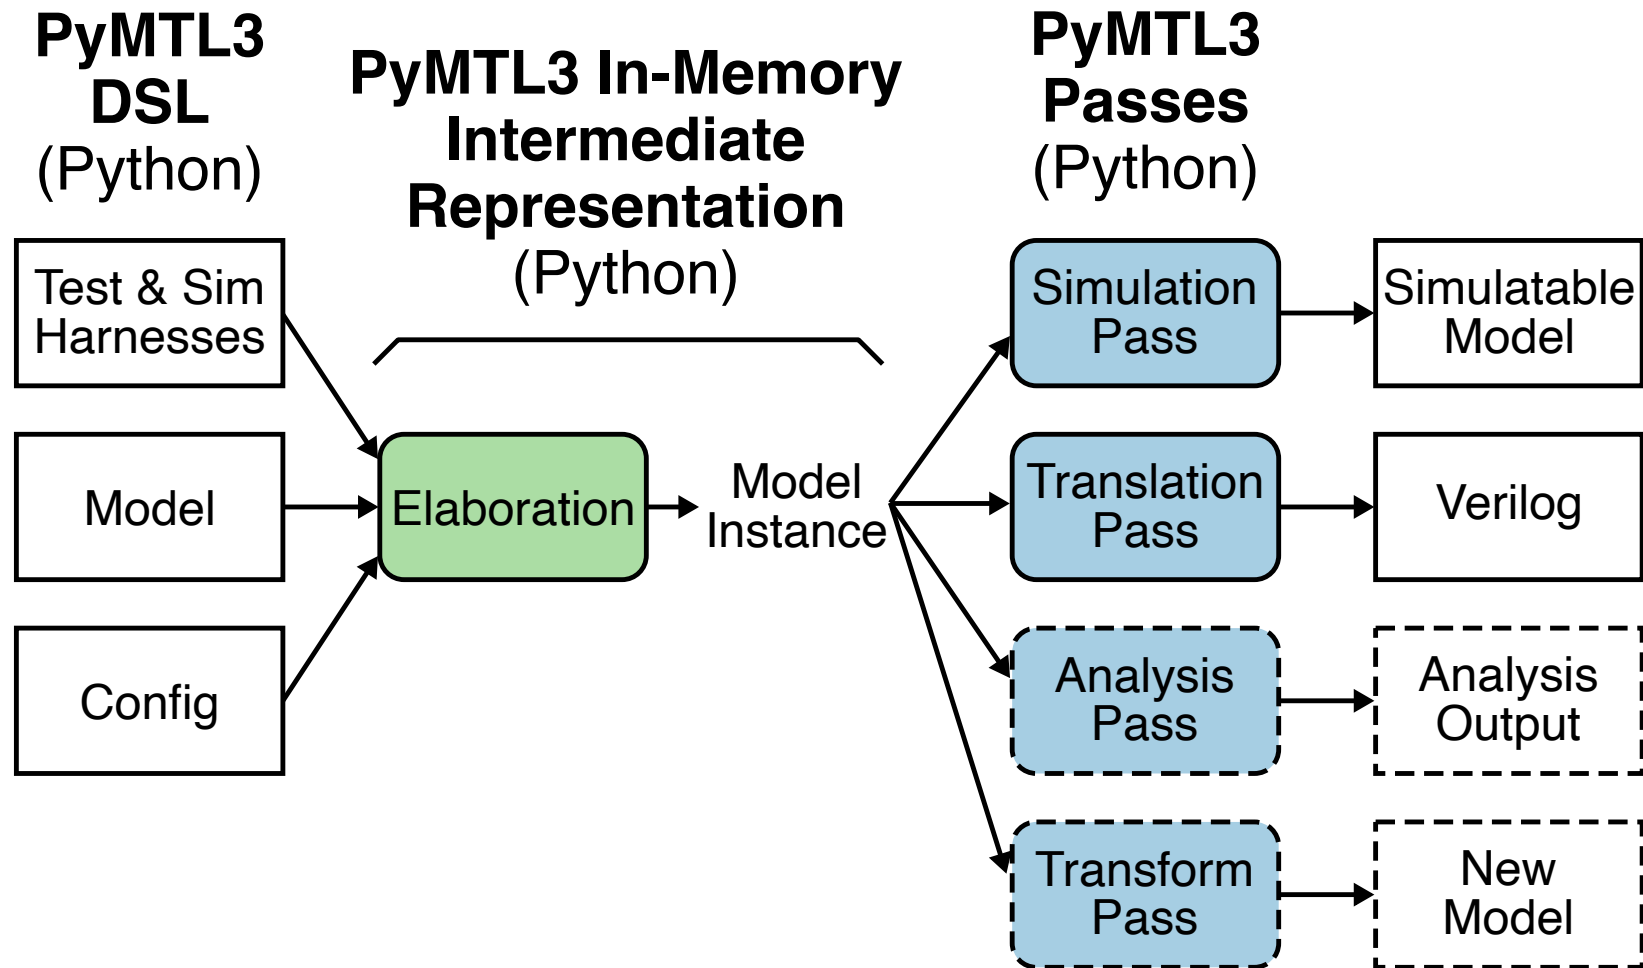 PyMTL3
DSL
(Python)
PyMTL3 In-Memory
Intermediate
Representation
(Python)
PyMTL3
Passes
(Python)
Test & Sim
Harnesses
Model
Config
Elaboration
Model
Instance
Simulation
Pass
Translation
Pass
Analysis
Pass
Transform
Pass
Simulatable
Model
Verilog
Analysis
Output
New
Model